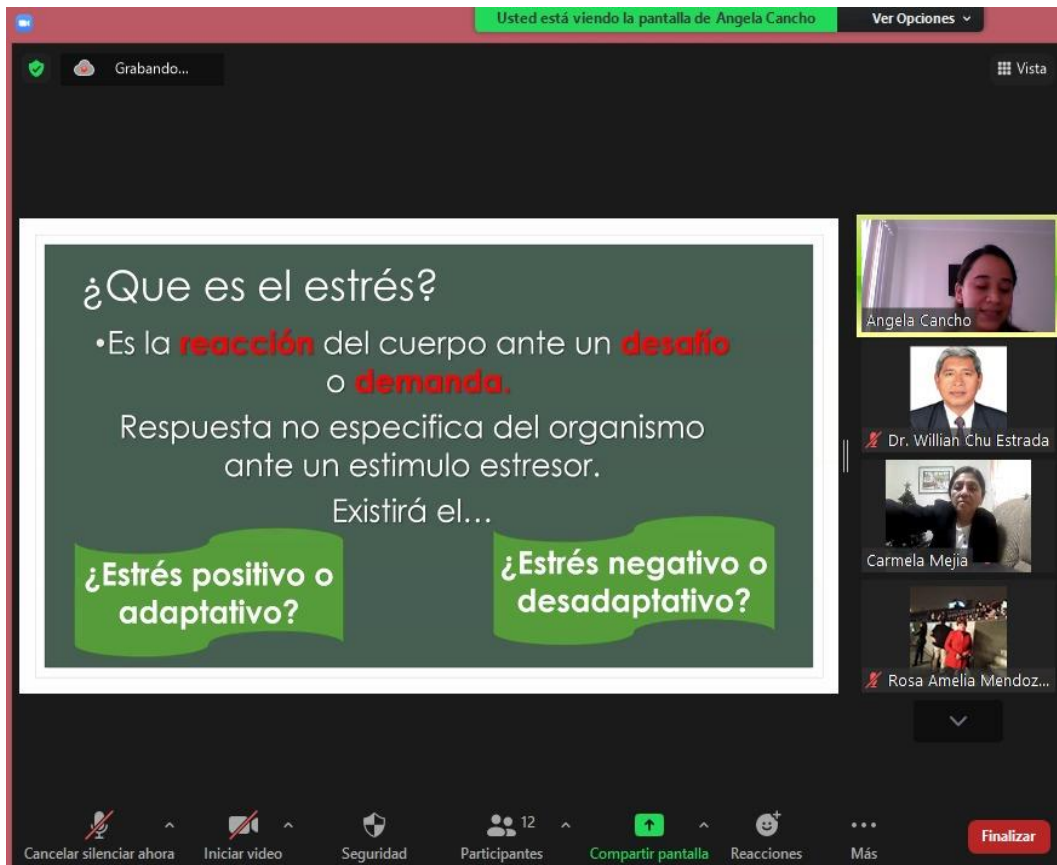 Usted está viendo la pantalla de Angela Cancho
Ver Opciones
Grabando...
Vista
¿Que es el estrés?
•Es la reacción del cuerpo ante un desafío
o demanda.
Respuesta no especifica del organismo
ante un estimulo estresor.
Existirá el...
¿Estrés positivo o
adaptativo?
¿Estrés negativo o
desadaptativo?
Angela Cancho
Dr. Willian Chu Estrada
Carmela Mejia
Rosa Amelia Mendoz...
Cancelar silenciar ahora
Iniciar video
Seguridad
12
Participantes
Compartir pantalla
Reacciones
Más
Finalizar